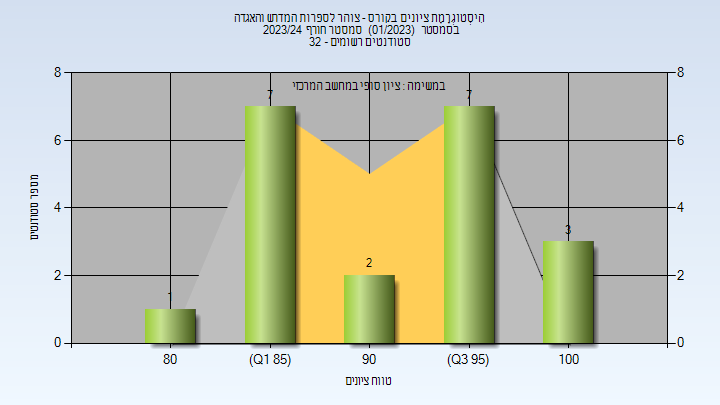 היסטוגרמת ציונים בקורס - צוהר לספרות המדרש והאגדה
בסמסטר (01/2023) סמסטר חורף 2023/24
סטודנטים רשומים - 32
במשימה : ציון סופי במחשב המרכזי
8 8
7 7
6 6
מספר סטודנטים
4 4
3
2 2
2
1
0 0
80 (Q1 85) 90 (Q3 95) 100
טווח ציונים